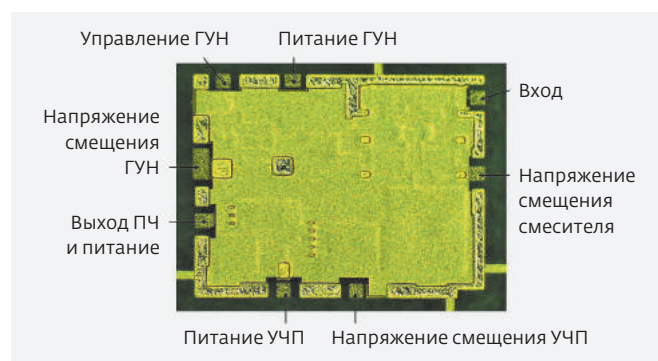 Управление ГУН
Питание ГУН
Вход
Напряжение
смещения
ГУН
Напряжение
смещения
смесителя
Выход ПЧ
и питание
Питание УЧП
Напряжение смещения УЧП